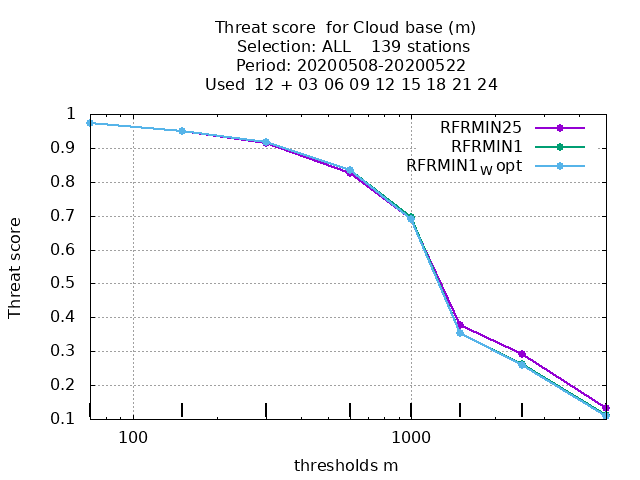 Threat score  for Cloud base (m)
Selection: ALL    139 stations
Period: 20200508-20200522
Used  12 + 03 06 09 12 15 18 21 24
RFRMIN25
RFRMIN1
RFRMIN1W opt
1
0.9
0.8
0.7
0.6
0.5
0.4
0.3
0.2
0.1
Threat score
100
1000
thresholds m